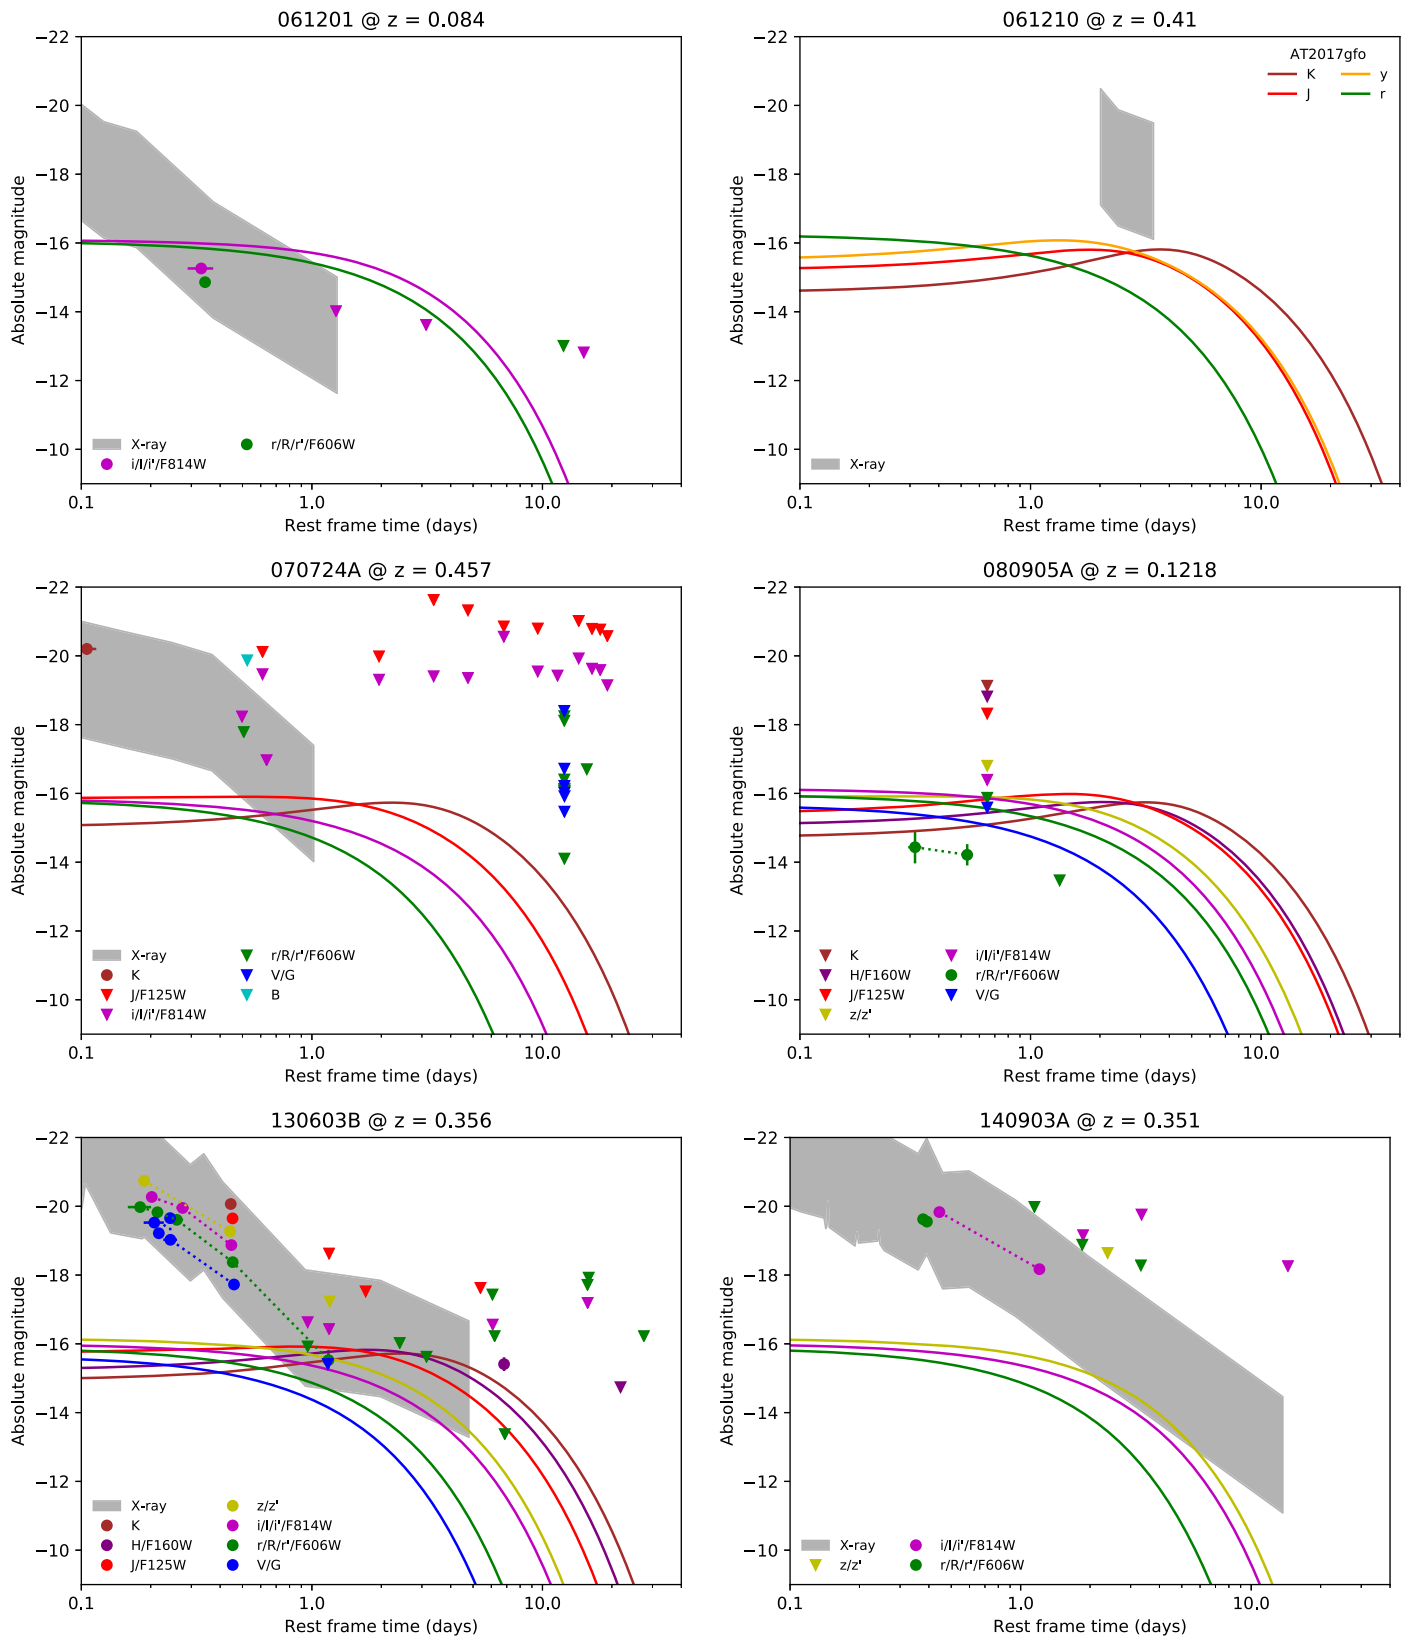 061201 @ z = 0.084
−22
−20
−18
−16
−14
−12
−10
Absolute magnitude
X-ray
i/I/i'/F814W
r/R/r'/F606W
0.1
1.0
10.0
Rest frame time (days)
061210 @ z = 0.41
−22
−20
−18
−16
−14
−12
−10
Absolute magnitude
AT2017gfo
K
J
y
r
X-ray
0.1
1.0
10.0
Rest frame time (days)
070724A @ z = 0.457
−22
−20
−18
−16
−14
−12
−10
Absolute magnitude
X-ray
K
J/F125W
i/I/i'/F814W
r/R/r'/F606W
V/G
B
0.1
1.0
10.0
Rest frame time (days)
080905A @ z = 0.1218
−22
−20
−18
−16
−14
−12
−10
Absolute magnitude
K
H/F160W
J/F125W
z/z'
i/I/i'/F814W
r/R/r'/F606W
V/G
0.1
1.0
10.0
Rest frame time (days)
130603B @ z = 0.356
−22
−20
−18
−16
−14
−12
−10
Absolute magnitude
X-ray
K
H/F160W
J/F125W
z/z'
i/I/i'/F814W
r/R/r'/F606W
V/G
0.1
1.0
10.0
Rest frame time (days)
140903A @ z = 0.351
−22
−20
−18
−16
−14
−12
−10
Absolute magnitude
X-ray
z/z'
i/I/i'/F814W
r/R/r'/F606W
0.1
1.0
10.0
Rest frame time (days)